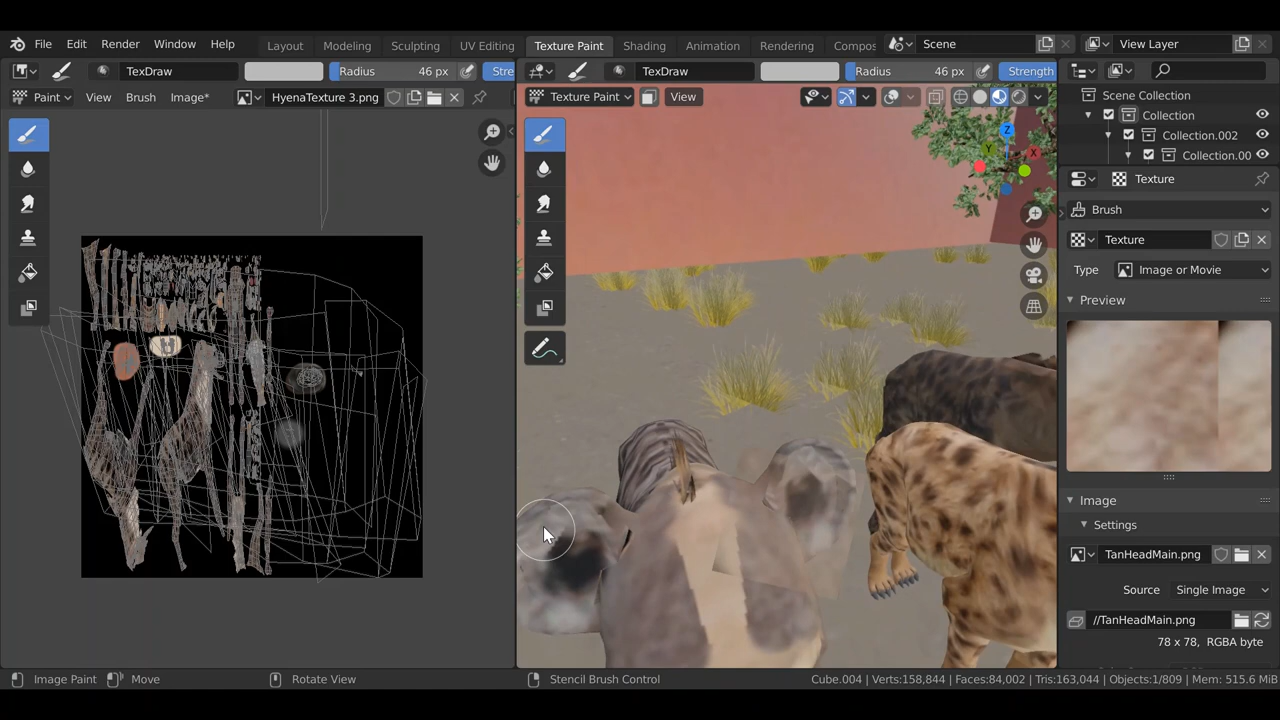 File Edit Render Window Help Layout Modeling Sculpting UV Editing Texture Paint Shading Animation Rendering Compos Scene View Layer
TexDraw Radius 46 px Stre TexDraw Radius 46 px Strength
Paint View Brush Image* HyenaTexture 3.png Texture Paint View
Scene Collection
Collection
Collection.002
Collection.00
Texture
Brush
Texture
Type Image or Movie
Preview
Image
Settings
TanHeadMain.png
Source Single Image
//TanHeadMain.png
78 x 78, RGBA byte
Z
Y
X
Image Paint Move Rotate View Stencil Brush Control Cube.004 | Verts:158,844 | Faces:84,002 | Tris:163,044 | Objects:1/809 | Mem: 515.6 MiB